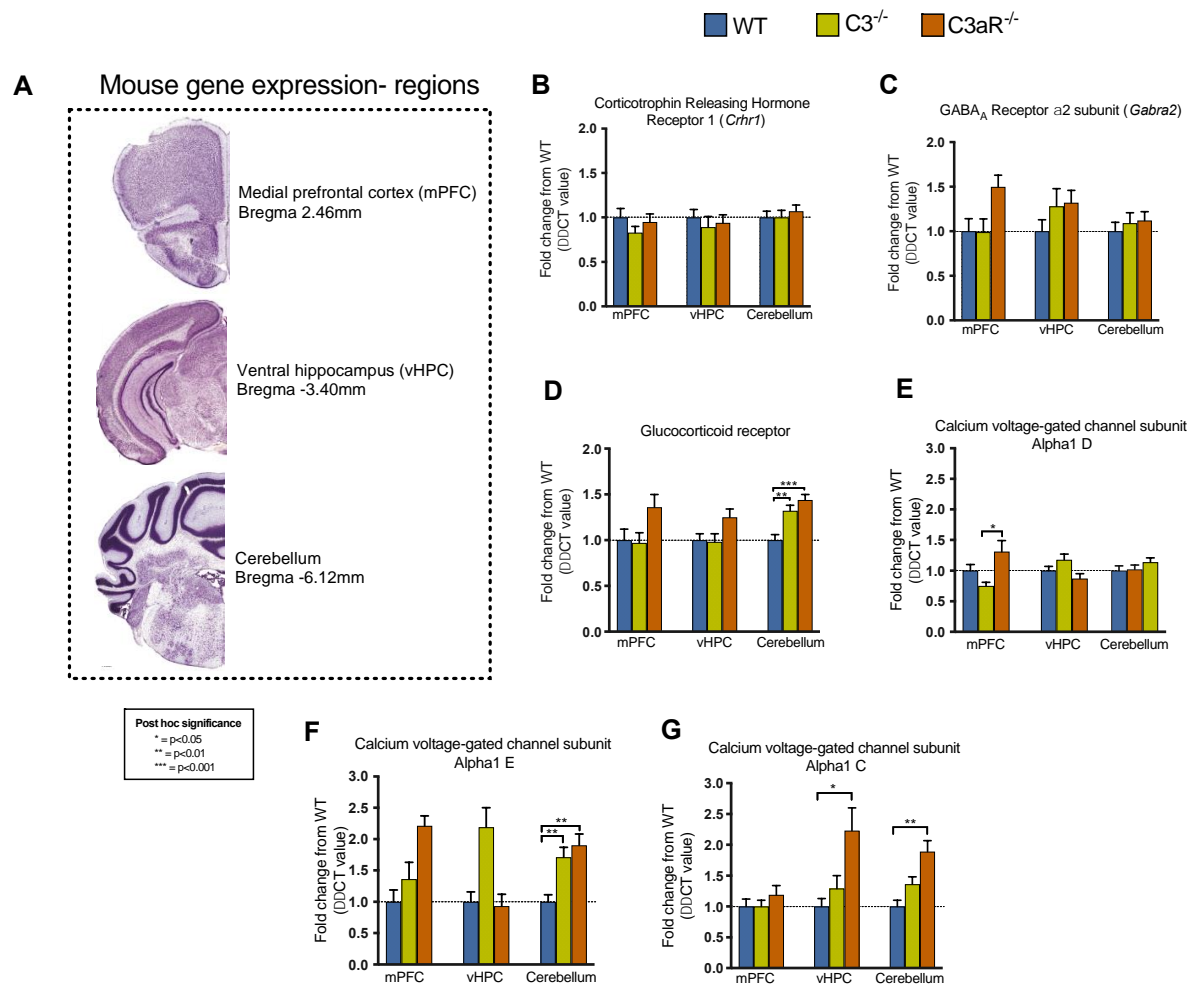 WT C3-/- C3aR-/-
A
Mouse gene expression- regions
Medial prefrontal cortex (mPFC)
Bregma 2.46mm
Ventral hippocampus (vHPC)
Bregma -3.40mm
Cerebellum
Bregma -6.12mm
Post hoc significance
* = p<0.05
** = p<0.01
*** = p<0.001
B
Corticotrophin Releasing Hormone
Receptor 1 (Crhr1)
Fold change from WT
(DDCT value)
2.0
1.5
1.0
0.5
0.0
mPFC vHPC Cerebellum
C
GABAA Receptor a2 subunit (Gabra2)
Fold change from WT
(DDCT value)
2.0
1.5
1.0
0.5
0.0
mPFC vHPC Cerebellum
D
Glucocorticoid receptor
Fold change from WT
(DDCT value)
2.0
1.5
1.0
0.5
0.0
***
**
mPFC vHPC Cerebellum
E
Calcium voltage-gated channel subunit
Alpha1 D
Fold change from WT
(DDCT value)
3.0
2.5
2.0
1.5
1.0
0.5
0.0
*
mPFC vHPC Cerebellum
F
Calcium voltage-gated channel subunit
Alpha1 E
Fold change from WT
(DDCT value)
3.0
2.5
2.0
1.5
1.0
0.5
0.0
**
**
mPFC vHPC Cerebellum
G
Calcium voltage-gated channel subunit
Alpha1 C
Fold change from WT
(DDCT value)
3.0
2.5
2.0
1.5
1.0
0.5
0.0
*
**
mPFC vHPC Cerebellum